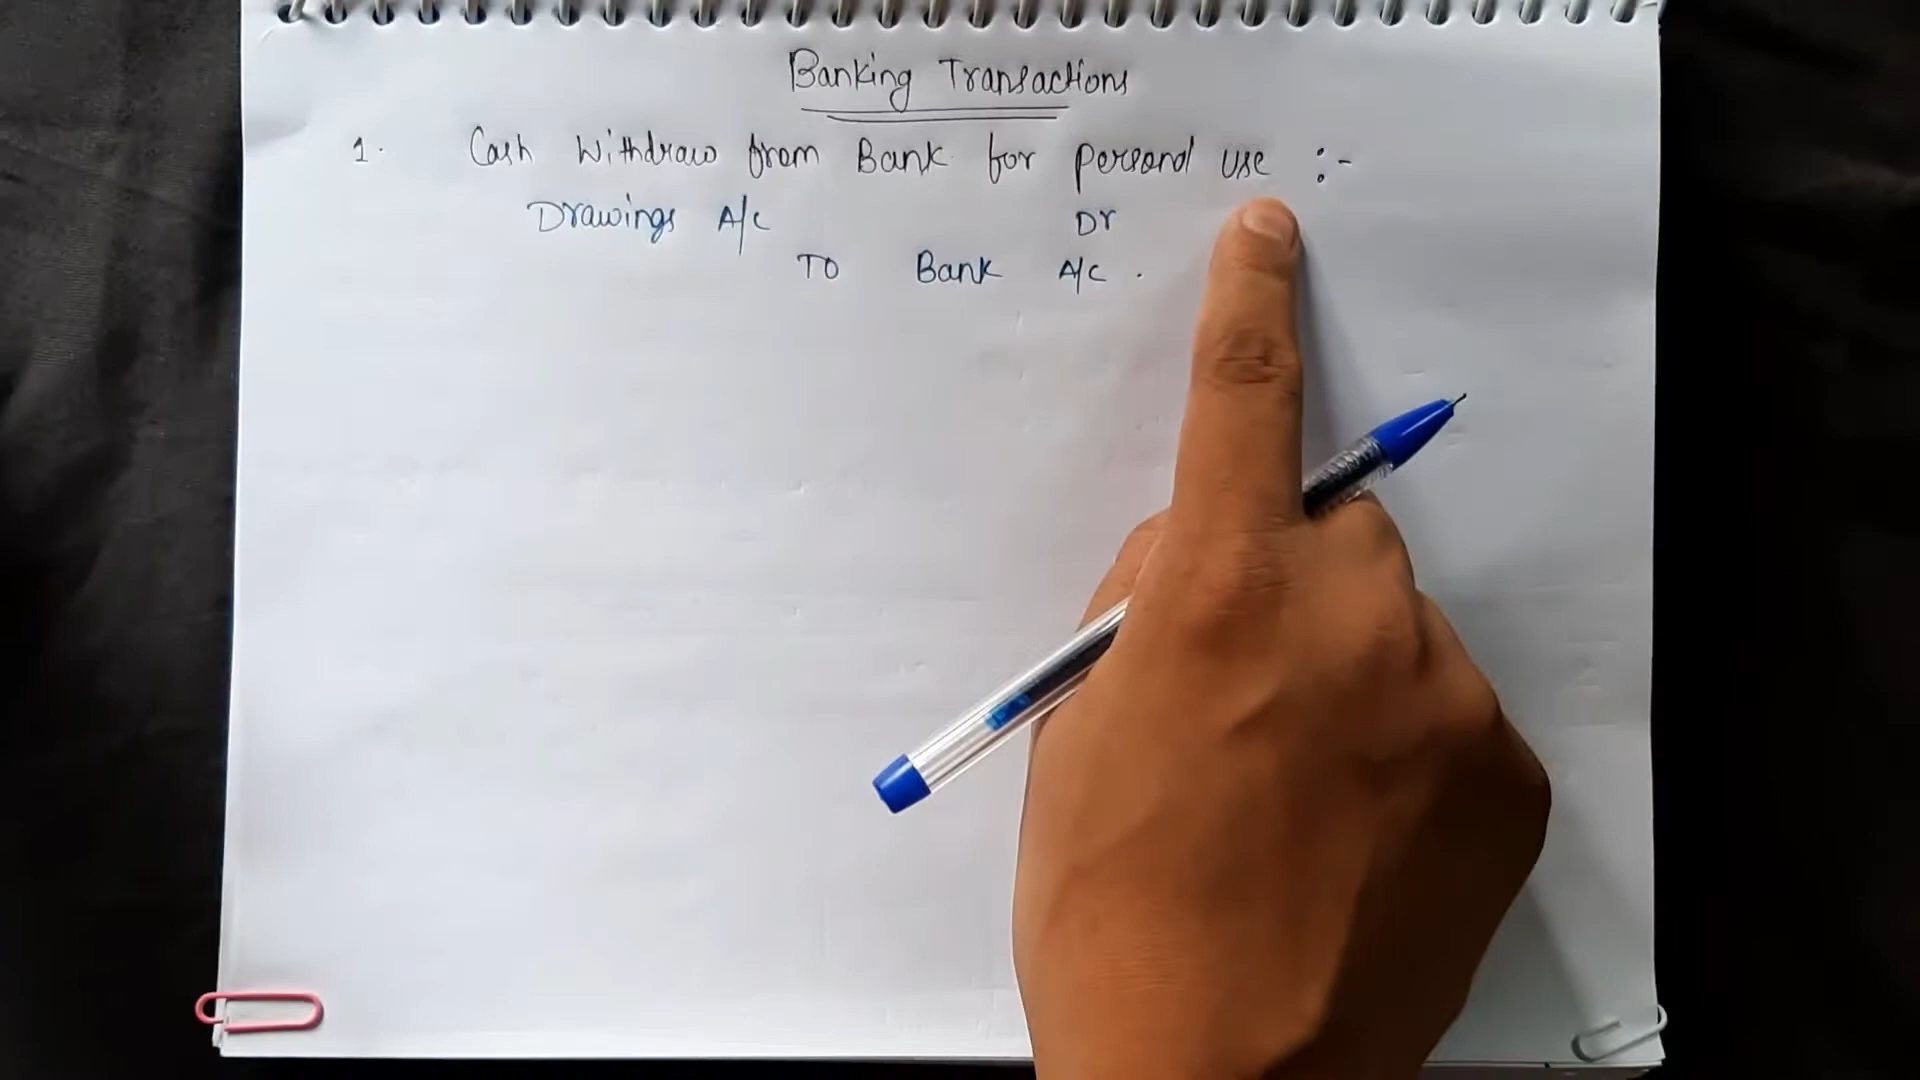 Banking Transactions
1. Cash Withdraw from Bank for personal use :-
Drawings A/c Dr
TO Bank A/c .